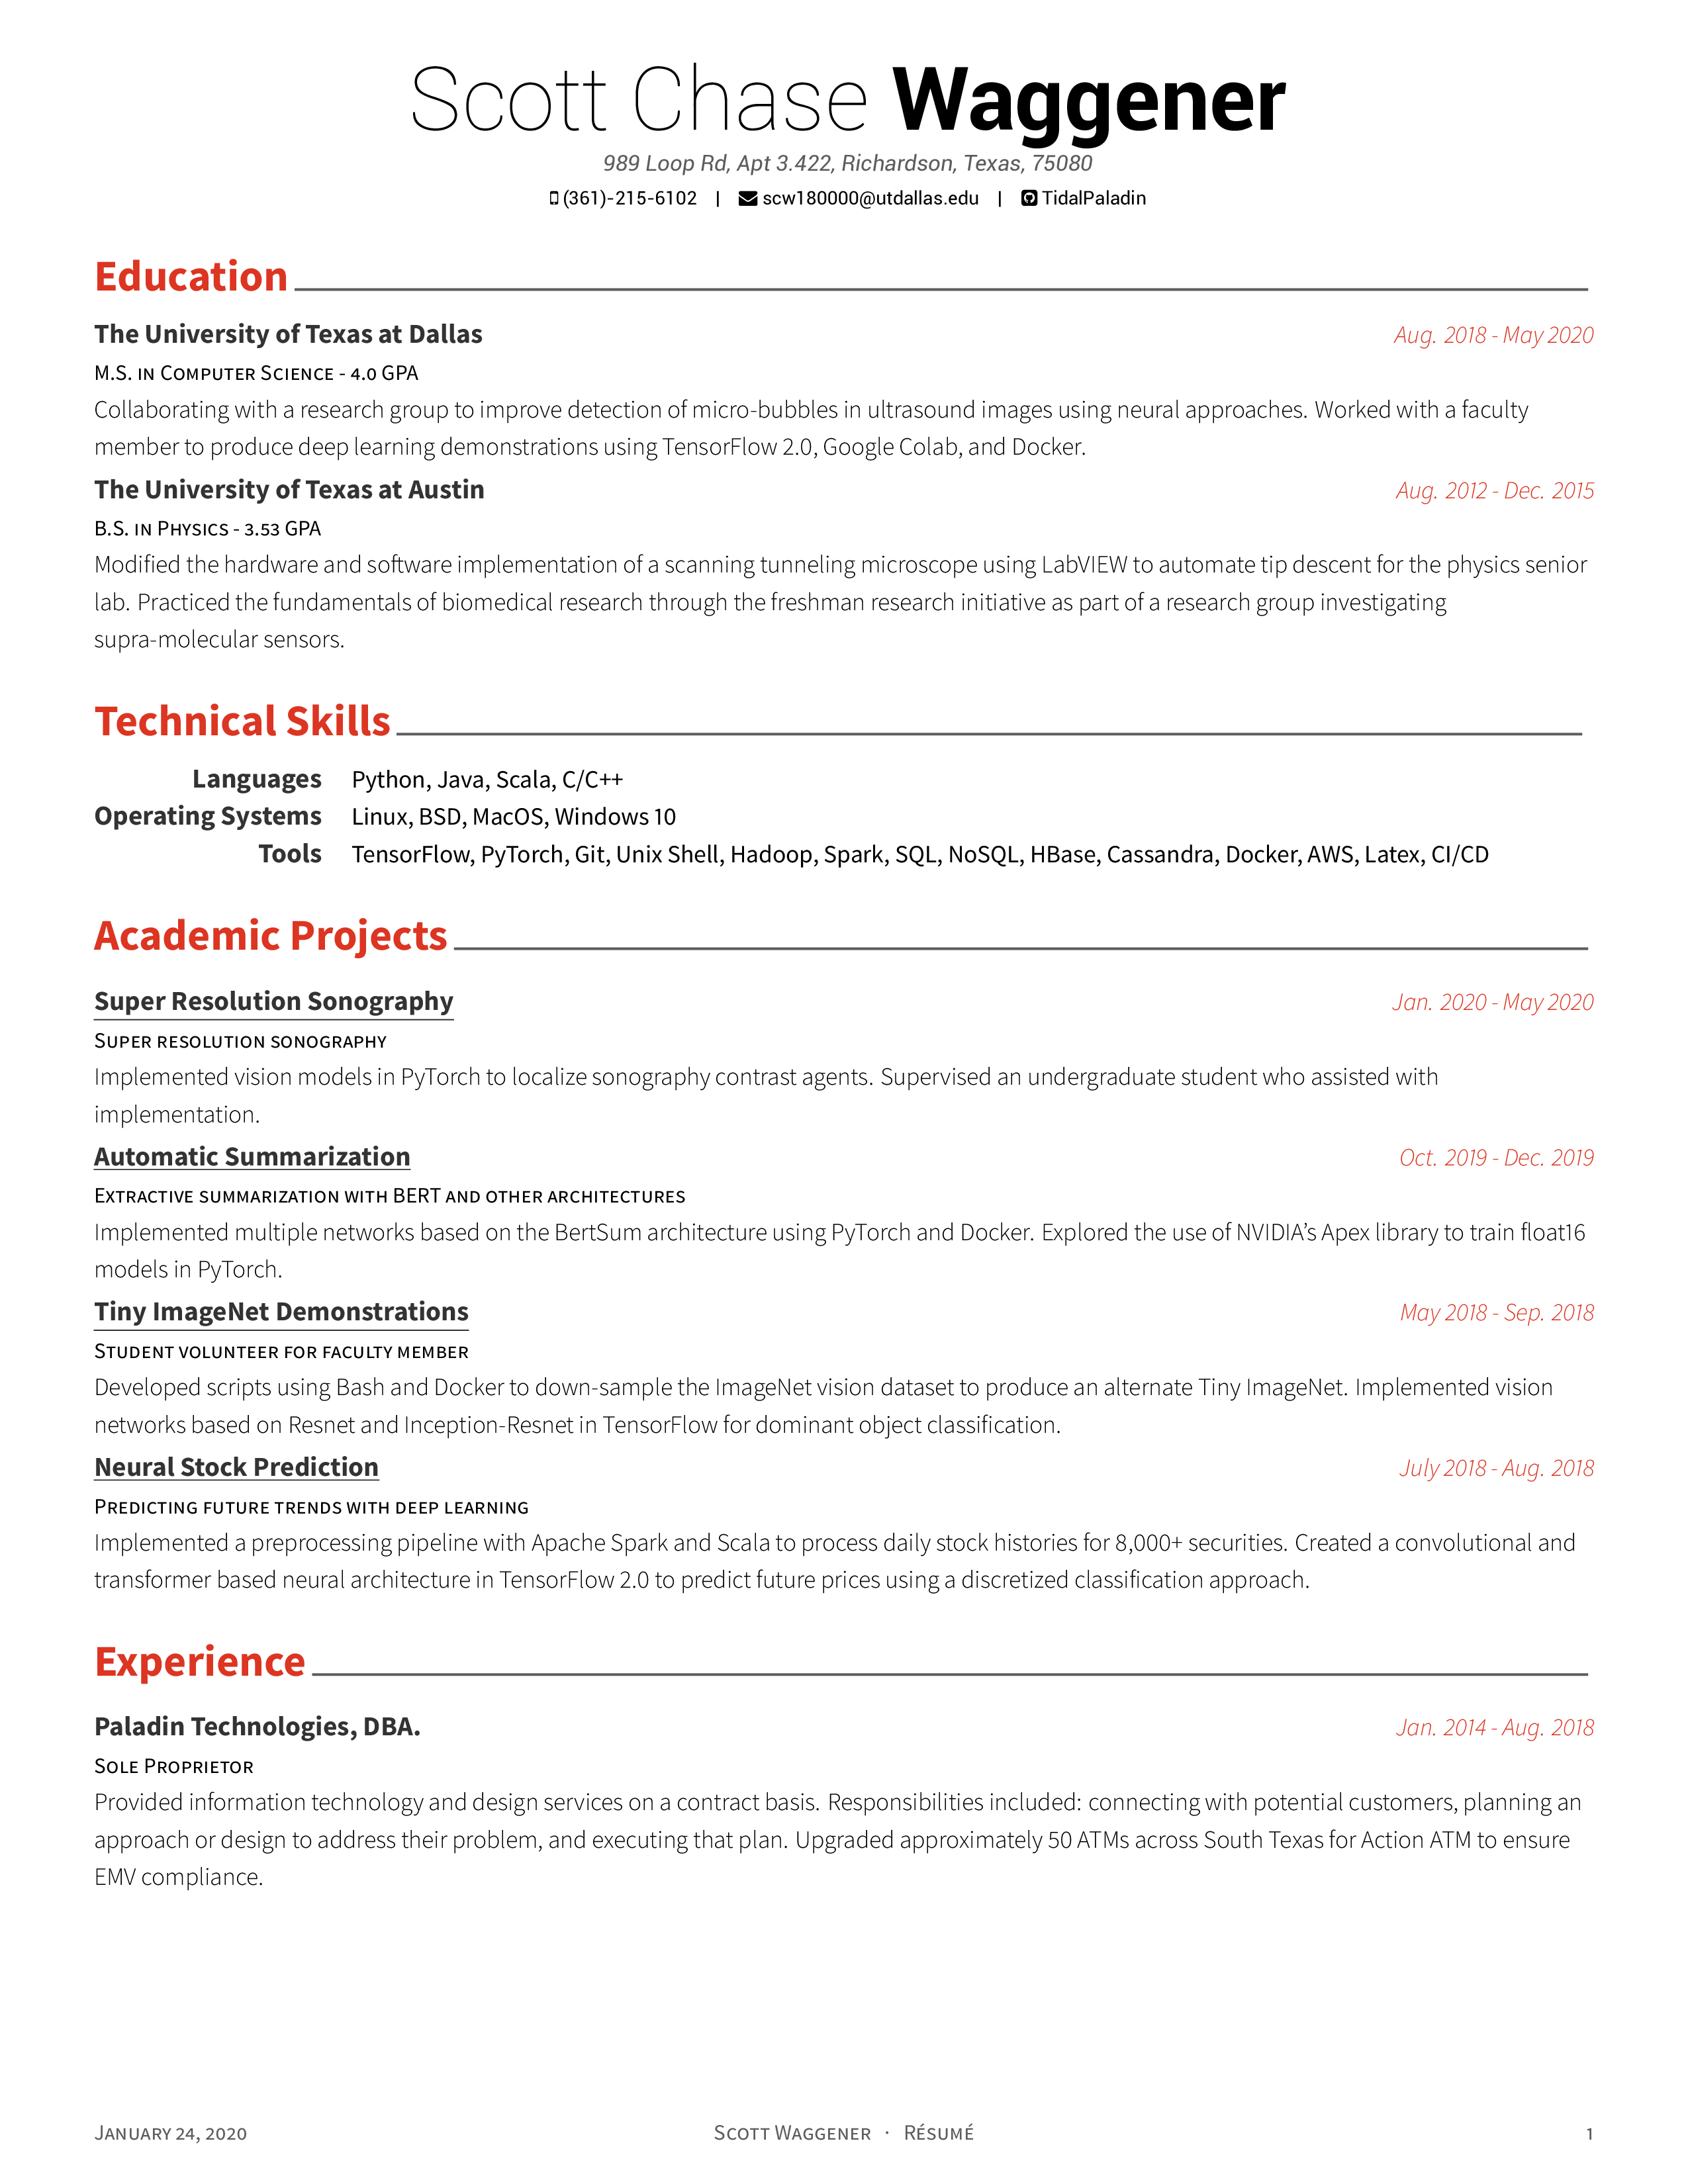 Scott Chase Waggener
989 Loop Rd, Apt 3.422, Richardson, Texas, 75080
(361)-215-6102 | scw180000@utdallas.edu | TidalPaladin
Education
The University of Texas at Dallas Aug. 2018 - May 2020
M.S. in Computer Science - 4.0 GPA
Collaborating with a research group to improve detection of micro-bubbles in ultrasound images using neural approaches. Worked with a faculty
member to produce deep learning demonstrations using TensorFlow 2.0, Google Colab, and Docker.
The University of Texas at Austin Aug. 2012 - Dec. 2015
B.S. in Physics - 3.53 GPA
Modified the hardware and software implementation of a scanning tunneling microscope using LabVIEW to automate tip descent for the physics senior
lab. Practiced the fundamentals of biomedical research through the freshman research initiative as part of a research group investigating
supra-molecular sensors.
Technical Skills
Languages Python, Java, Scala, C/C++
Operating Systems Linux, BSD, MacOS, Windows 10
Tools TensorFlow, PyTorch, Git, Unix Shell, Hadoop, Spark, SQL, NoSQL, HBase, Cassandra, Docker, AWS, Latex, CI/CD
Academic Projects
Super Resolution Sonography Jan. 2020 - May 2020
Super resolution sonography
Implemented vision models in PyTorch to localize sonography contrast agents. Supervised an undergraduate student who assisted with
implementation.
Automatic Summarization Oct. 2019 - Dec. 2019
Extractive summarization with BERT and other architectures
Implemented multiple networks based on the BertSum architecture using PyTorch and Docker. Explored the use of NVIDIA’s Apex library to train float16
models in PyTorch.
Tiny ImageNet Demonstrations May 2018 - Sep. 2018
Student volunteer for faculty member
Developed scripts using Bash and Docker to down-sample the ImageNet vision dataset to produce an alternate Tiny ImageNet. Implemented vision
networks based on Resnet and Inception-Resnet in TensorFlow for dominant object classification.
Neural Stock Prediction July 2018 - Aug. 2018
Predicting future trends with deep learning
Implemented a preprocessing pipeline with Apache Spark and Scala to process daily stock histories for 8,000+ securities. Created a convolutional and
transformer based neural architecture in TensorFlow 2.0 to predict future prices using a discretized classification approach.
Experience
Paladin Technologies, DBA. Jan. 2014 - Aug. 2018
Sole Proprietor
Provided information technology and design services on a contract basis. Responsibilities included: connecting with potential customers, planning an
approach or design to address their problem, and executing that plan. Upgraded approximately 50 ATMs across South Texas for Action ATM to ensure
EMV compliance.
January 24, 2020 Scott Waggener · Résumé 1